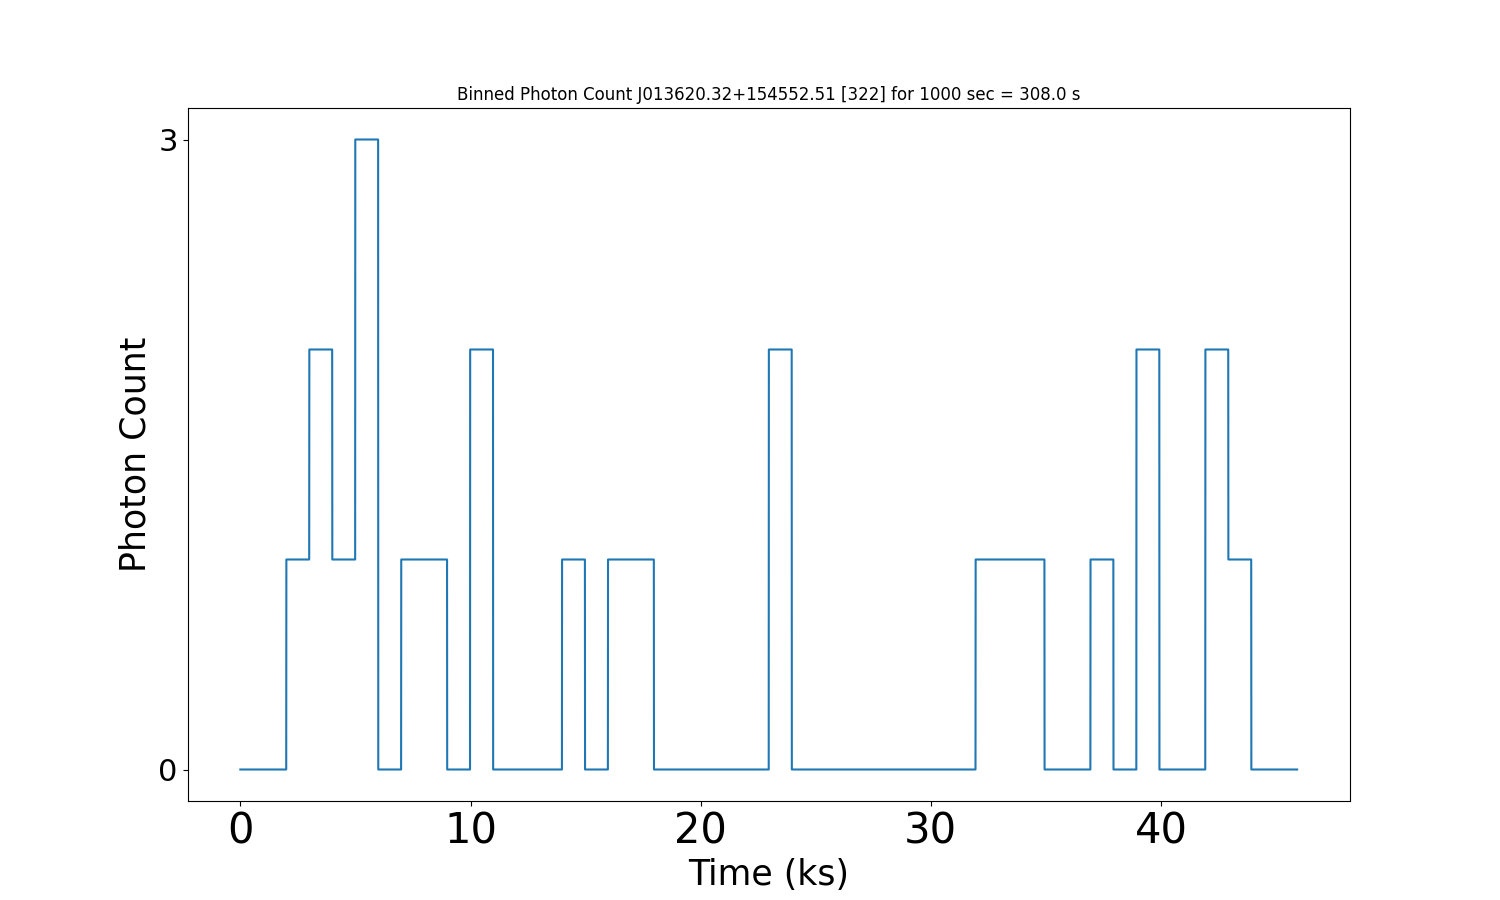 Binned Photon Count J013620.32+154552.51 [322] for 1000 sec = 308.0 s
3
Photon Count
0
0 10 20 30 40
Time (ks)